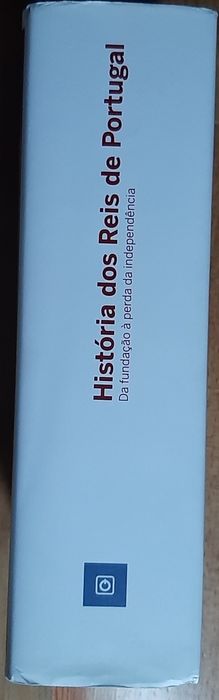 História dos Reis de Portugal
Da fundação à perda da independência